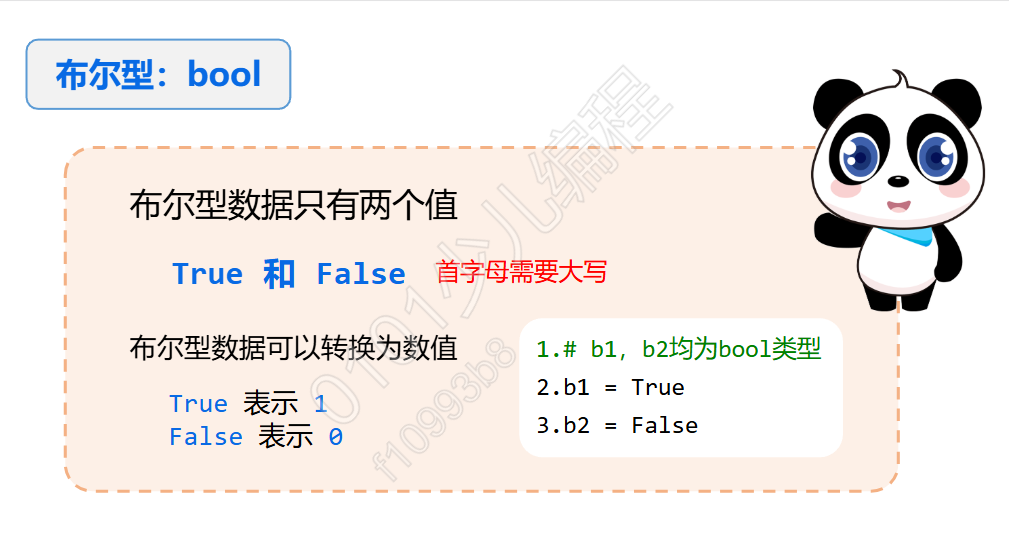 布尔型：bool
布尔型数据只有两个值
True 和 False 首字母需要大写
布尔型数据可以转换为数值
True 表示 1
False 表示 0
1.# b1，b2均为bool类型
2.b1 = True
3.b2 = False
0101少儿编程
f10993b8